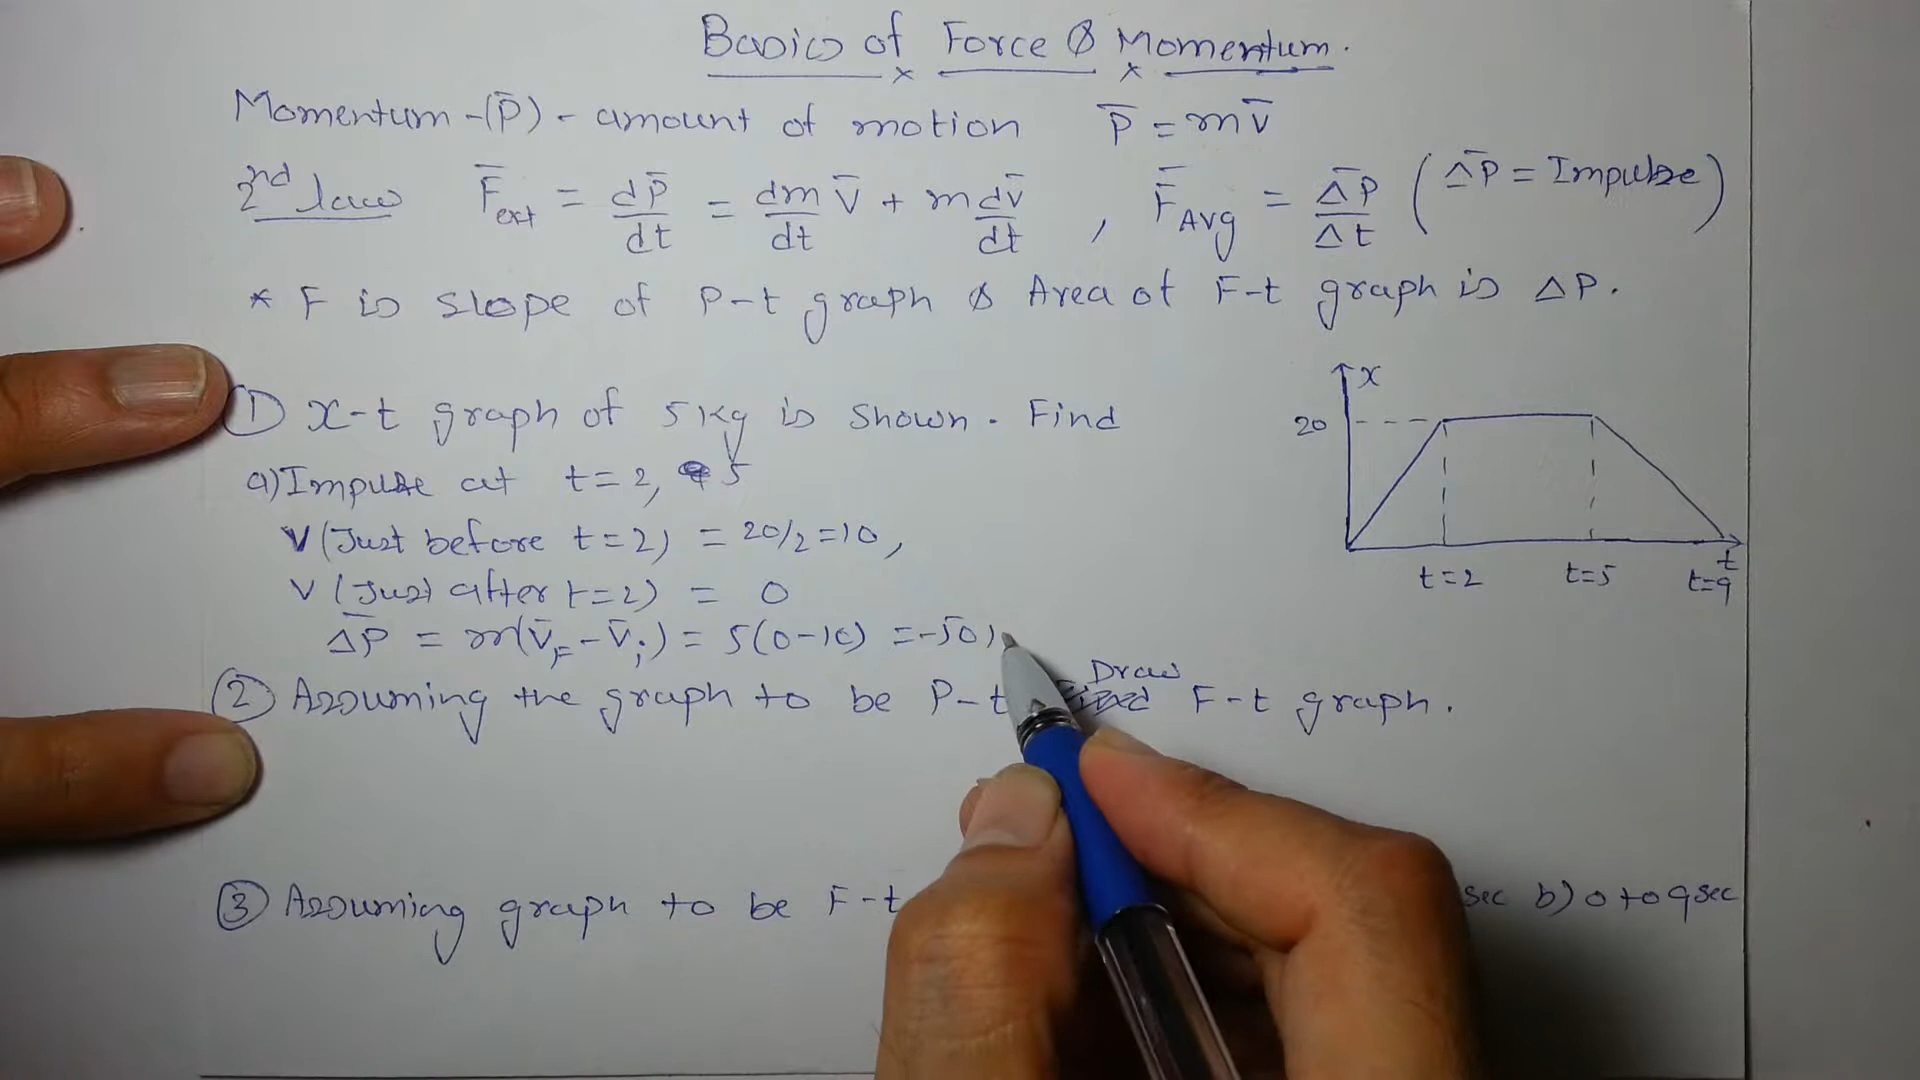 Basics of Force & Momentum.
Momentum -(P̄) - amount of motion P̄ = mV̄
2nd law F̄ext = dP̄/dt = dm/dt V̄ + m dv̄/dt , F̄Avg = ΔP̄/Δt (ΔP̄ = Impulse)
* F is slope of P-t graph & Area of F-t graph is ΔP.
① x-t graph of 5kg is shown. Find
a) Impulse at t=2, 5
V (Just before t=2) = 20/2 = 10,
V (Just after t=2) = 0
ΔP̄ = m(V̄F - V̄i) = 5(0-10) = -50
x
20
t=2 t=5 t=9
t
② Assuming the graph to be P-t Draw F-t graph.
③ Assuming graph to be F-t sec b) 0 to 9sec